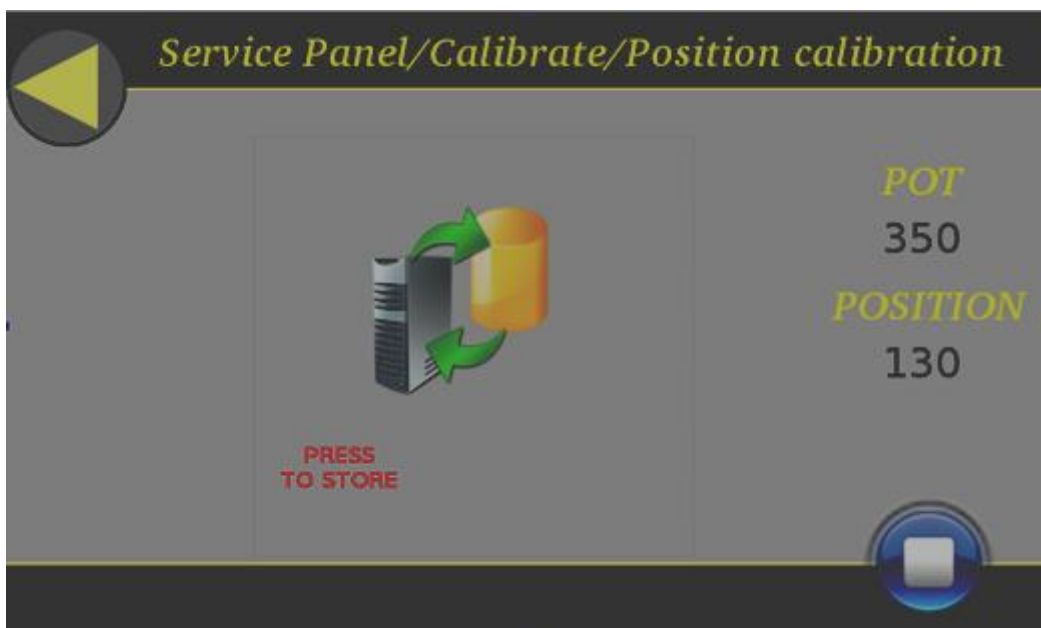 Service Panel/Calibrate/Position calibration
POT
350
POSITION
130
PRESS
TO STORE